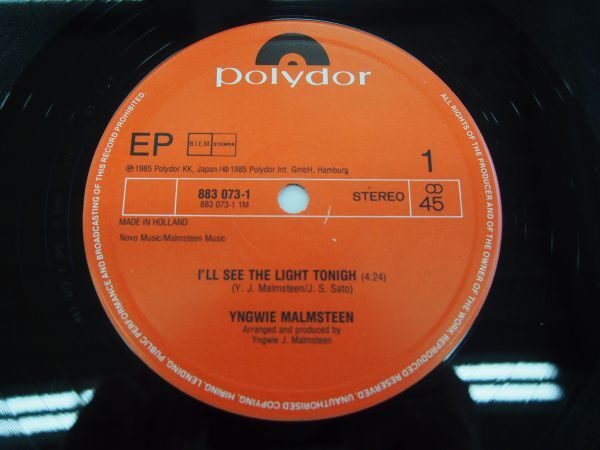 polydor
EP
B.I.E.M. STEMRA
1
℗ 1985 Polydor KK, Japan/© 1985 Polydor Int. GmbH, Hamburg
883 073-1
883 073-1 1M
STEREO
45
MADE IN HOLLAND
Novo Music/Malmsteen Music
I'LL SEE THE LIGHT TONIGH (4:24)
(Y. J. Malmsteen/J. S. Sato)
YNGWIE MALMSTEEN
Arranged and produced by
Yngwie J. Malmsteen
ALL RIGHTS OF THE PRODUCER AND OF THE OWNER OF THE WORK REPRODUCED RESERVED. UNAUTHORISED COPYING, HIRING, LENDING, PUBLIC PERFORMANCE AND BROADCASTING OF THIS RECORD PROHIBITED.